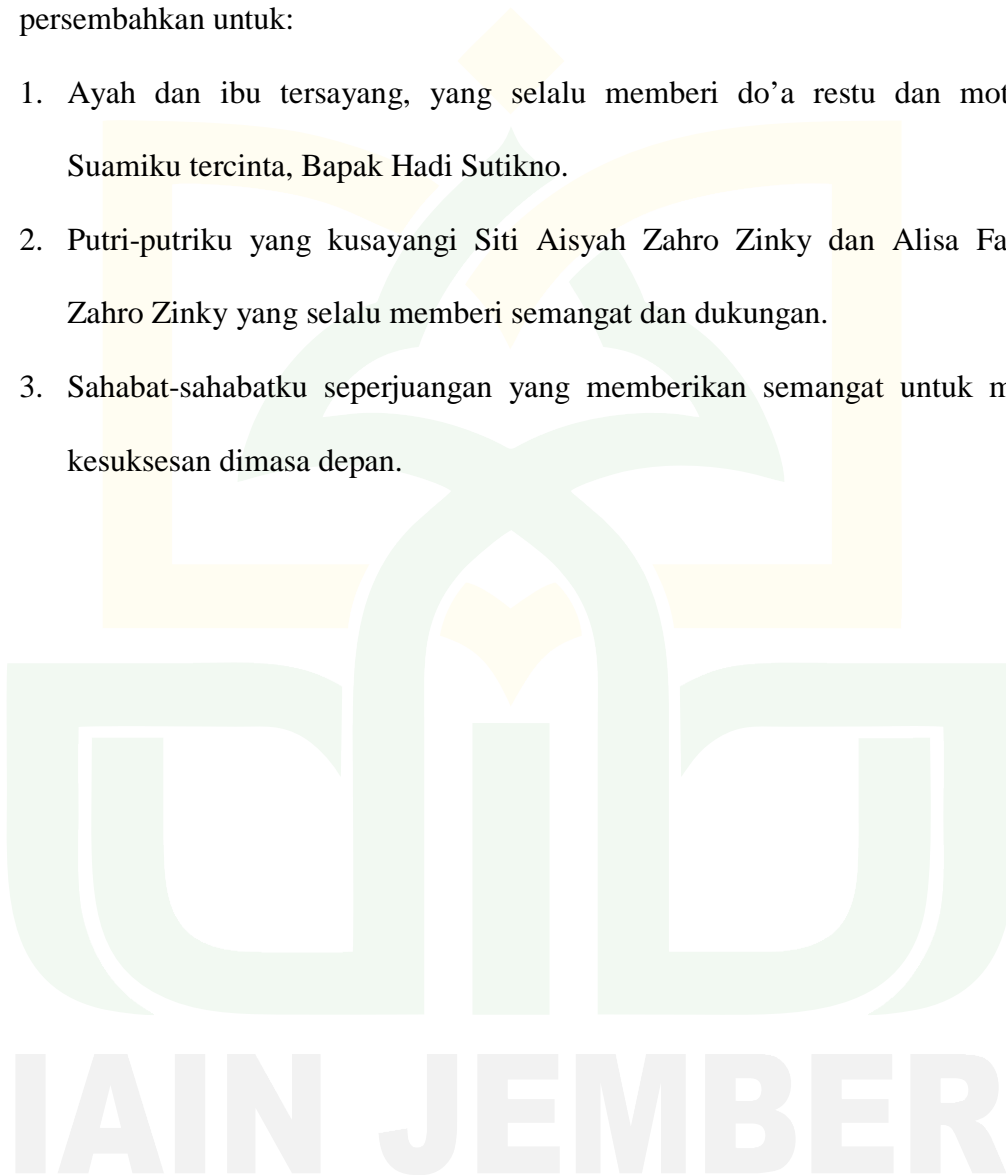 persembahkan untuk:
1. Ayah dan ibu tersayang, yang selalu memberi do’a restu dan
Suamiku tercinta, Bapak Hadi Sutikno.
2. Putri-putriku yang kusayangi Siti Aisyah Zahro Zinky dan Alisa
Zahro Zinky yang selalu memberi semangat dan dukungan.
3. Sahabat-sahabatku seperjuangan yang memberikan semangat untuk
kesuksesan dimasa depan.
IAIN JEMBER